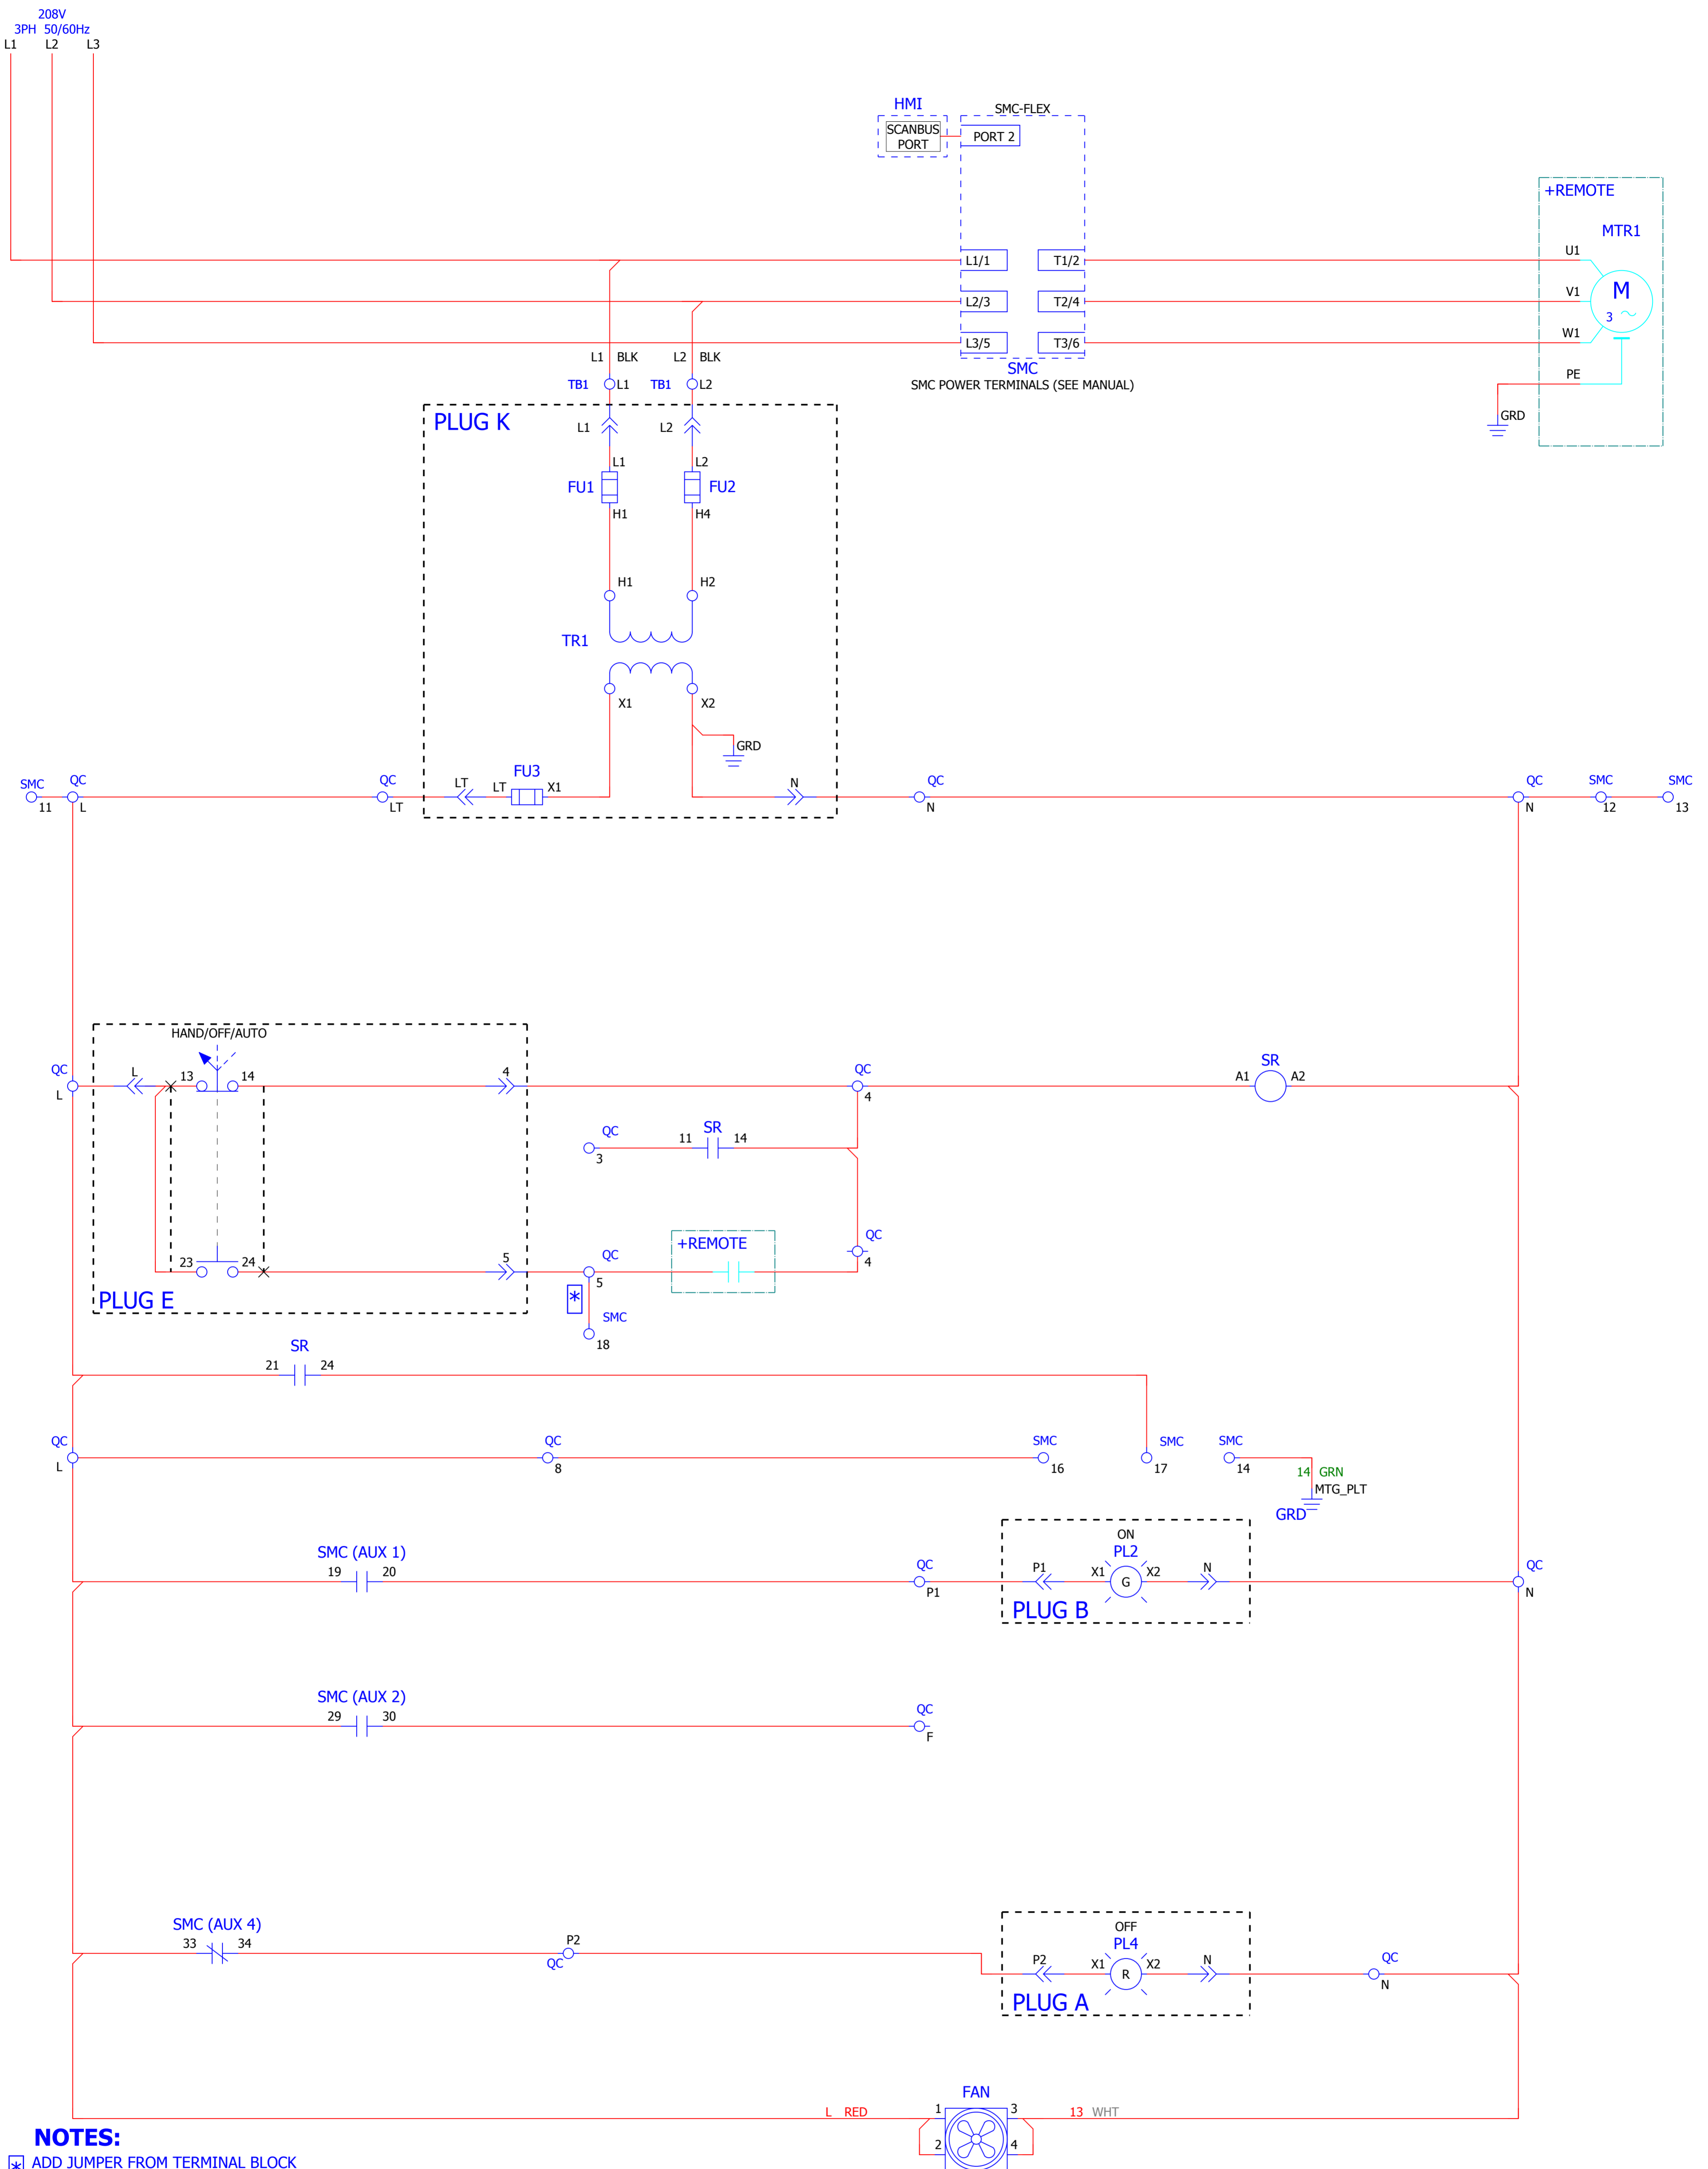 208V
3PH 50/60Hz
L1 L2 L3
HMI
SMC-FLEX
SCANBUS
PORT
PORT 2
+REMOTE
MTR1
L1/1 T1/2 U1
L2/3 T2/4 V1
M
3
L3/5 T3/6 W1
L1 BLK L2 BLK
SMC
SMC POWER TERMINALS (SEE MANUAL)
PE
TB1 L1 TB1 L2
GRD
PLUG K
L1 L2
L1 L2
FU1 FU2
H1 H4
H1 H2
TR1
X1 X2
GRD
SMC QC QC LT LT FU3 X1 N QC QC SMC SMC
11 L LT N N 12 13
HAND/OFF/AUTO
QC L 13 14 4 QC A1 SR A2
L 4
QC 11 SR 14
3
+REMOTE QC
23 24 5 QC 4
5
PLUG E
*
SMC
18
SR
21 24
QC QC SMC SMC SMC
L 8 16 17 14
14 GRN
MTG_PLT
GRD
ON
SMC (AUX 1) PL2
19 20 QC P1 X1 G X2 N QC
P1 N
PLUG B
SMC (AUX 2)
29 30 QC
F
SMC (AUX 4) OFF
33 34 P2 PL4
QC P2 X1 R X2 N QC
N
PLUG A
FAN
L RED 1 3 13 WHT
2 4
NOTES:
* ADD JUMPER FROM TERMINAL BLOCK